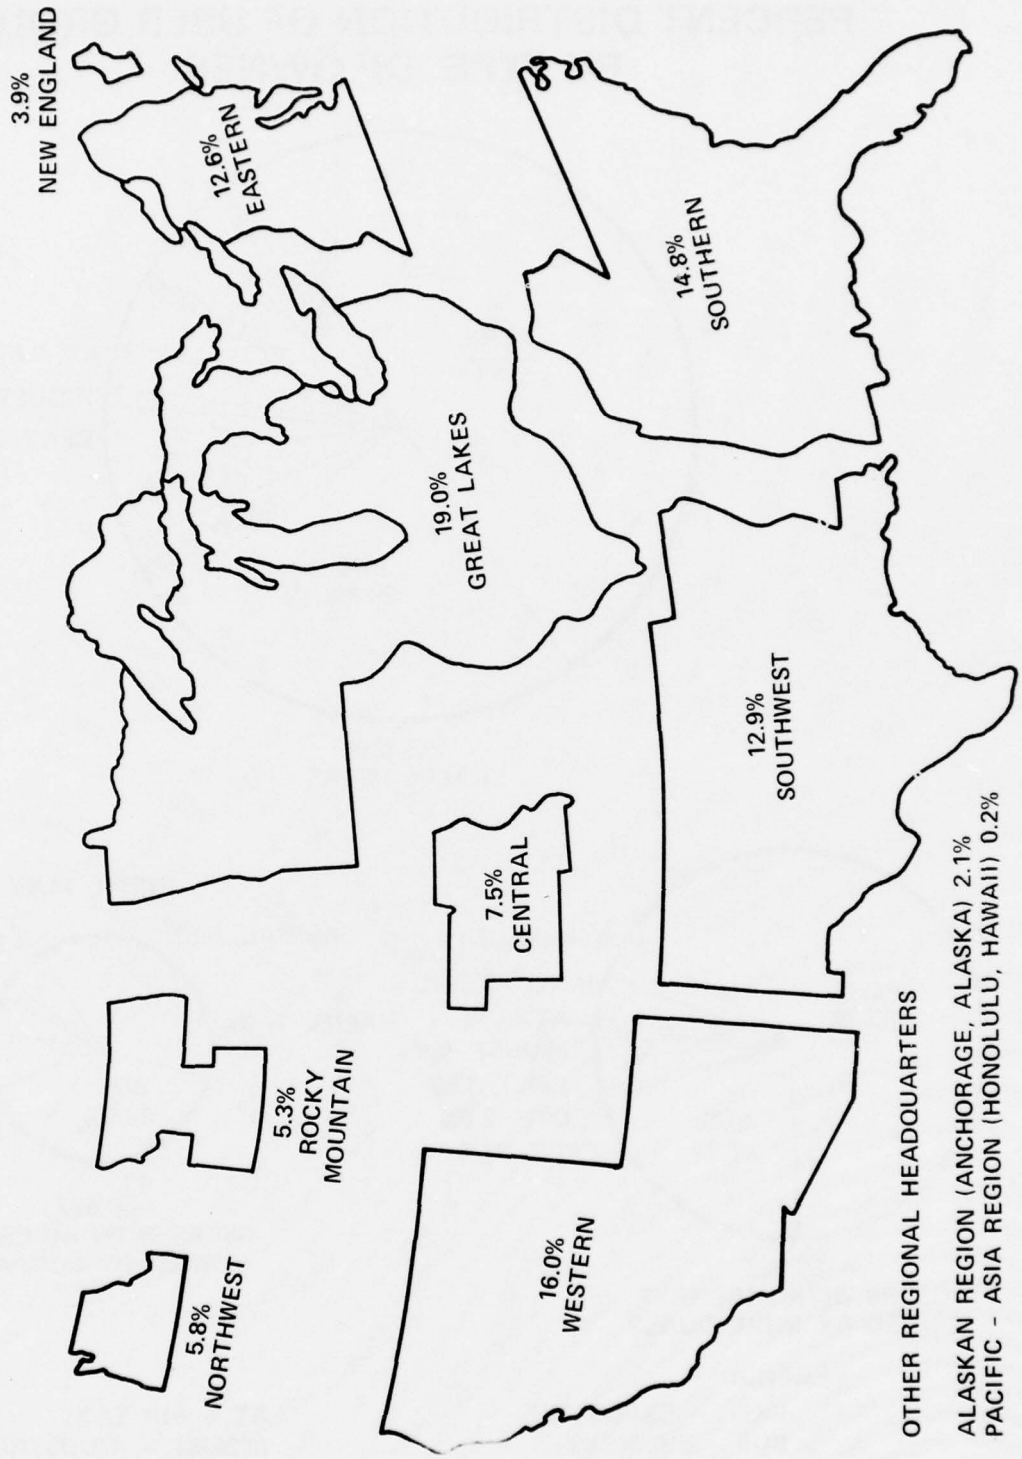 5.8%
NORTHWEST
5.3%
ROCKY
MOUNTAIN
3.9%
NEW ENGLAND
12.6%
EASTERN
19.0%
GREAT LAKES
7.5%
CENTRAL
16.0%
WESTERN
12.9%
SOUTHWEST
14.8%
SOUTHERN
OTHER REGIONAL HEADQUARTERS
ALASKAN REGION (ANCHORAGE, ALASKA) 2.1%
PACIFIC - ASIA REGION (HONOLULU, HAWAII) 0.2%